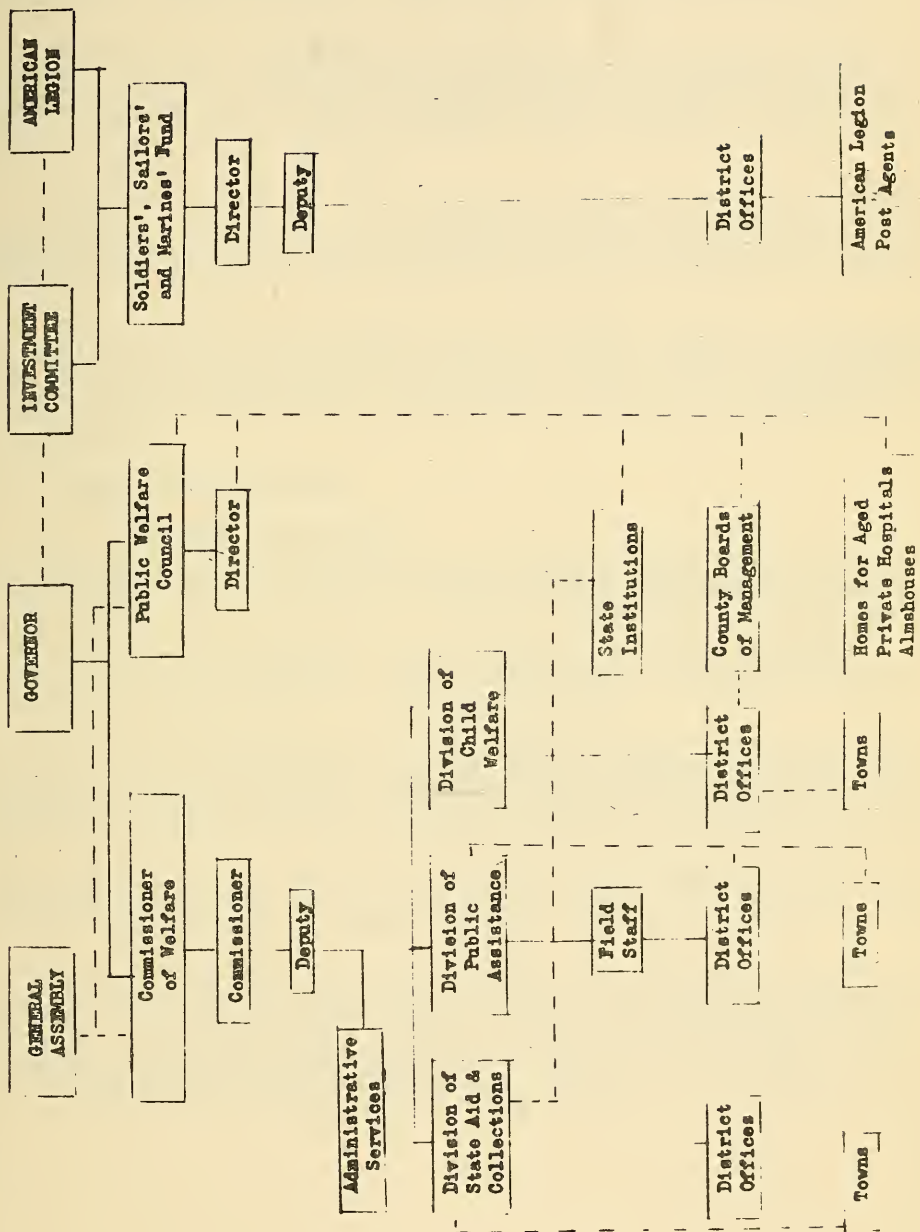 GENERAL
ASSEMBLY
GOVERNOR
INVESTMENT
COMMITTEE
AMERICAN
LEGION
Commissioner
of Welfare
Public Welfare
Council
Soldiers', Sailors'
and Marines' Fund
Commissioner
Director
Director
Deputy
Deputy
Administrative
Services
Division of
State Aid &
Collections
Division of
Public
Assistance
Division of
Child
Welfare
Field
Staff
State
Institutions
District
Offices
District
Offices
District
Offices
County Boards
of Management
District
Offices
Towns
Towns
Towns
Homes for Aged
Private Hospitals
Almshouses
American Legion
Post Agents